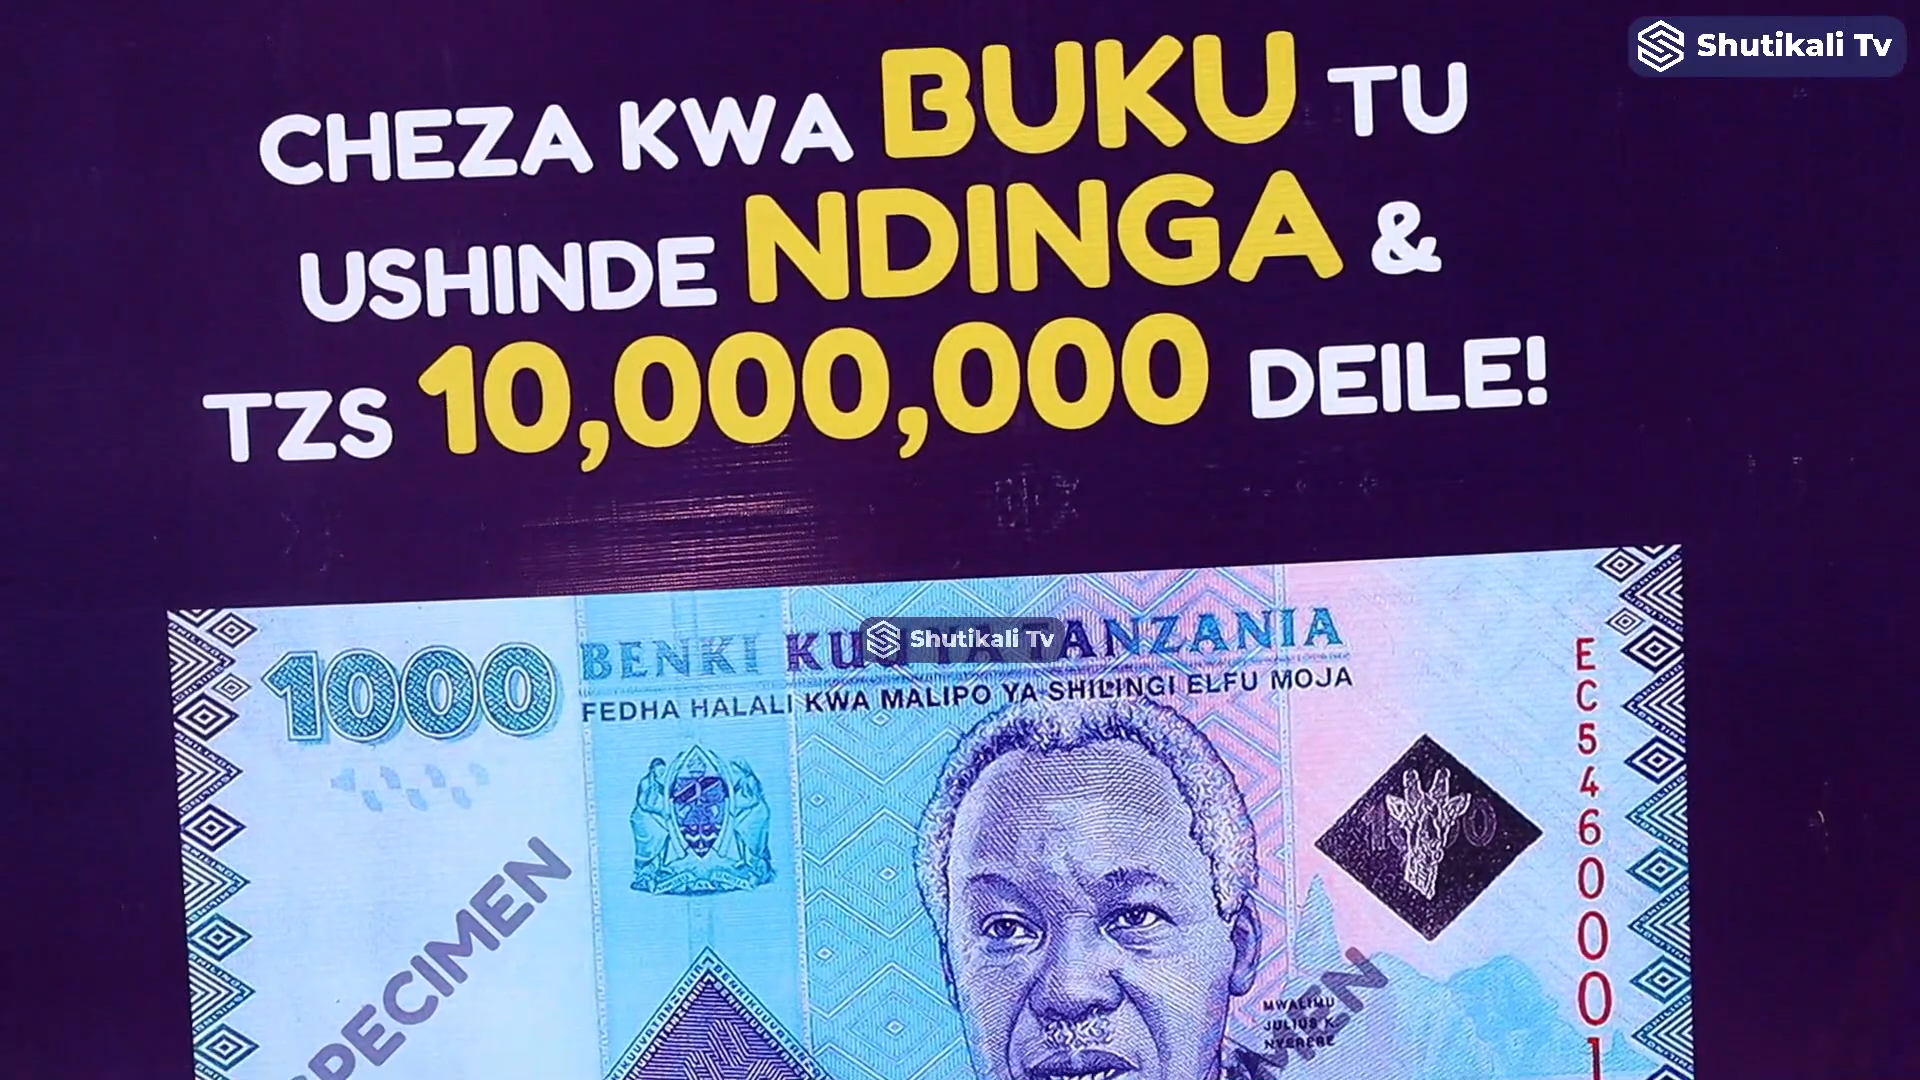 Shutikali Tv
CHEZA KWA BUKU TU
USHINDE NDINGA &
TZS 10,000,000 DEILE!
1000
BENKI KUU YA TANZANIA
Shutikali Tv
FEDHA HALALI KWA MALIPO YA SHILINGI ELFU MOJA
EC5460001
SPECIMEN
MWALIMU
JULIUS K.
NYERERE